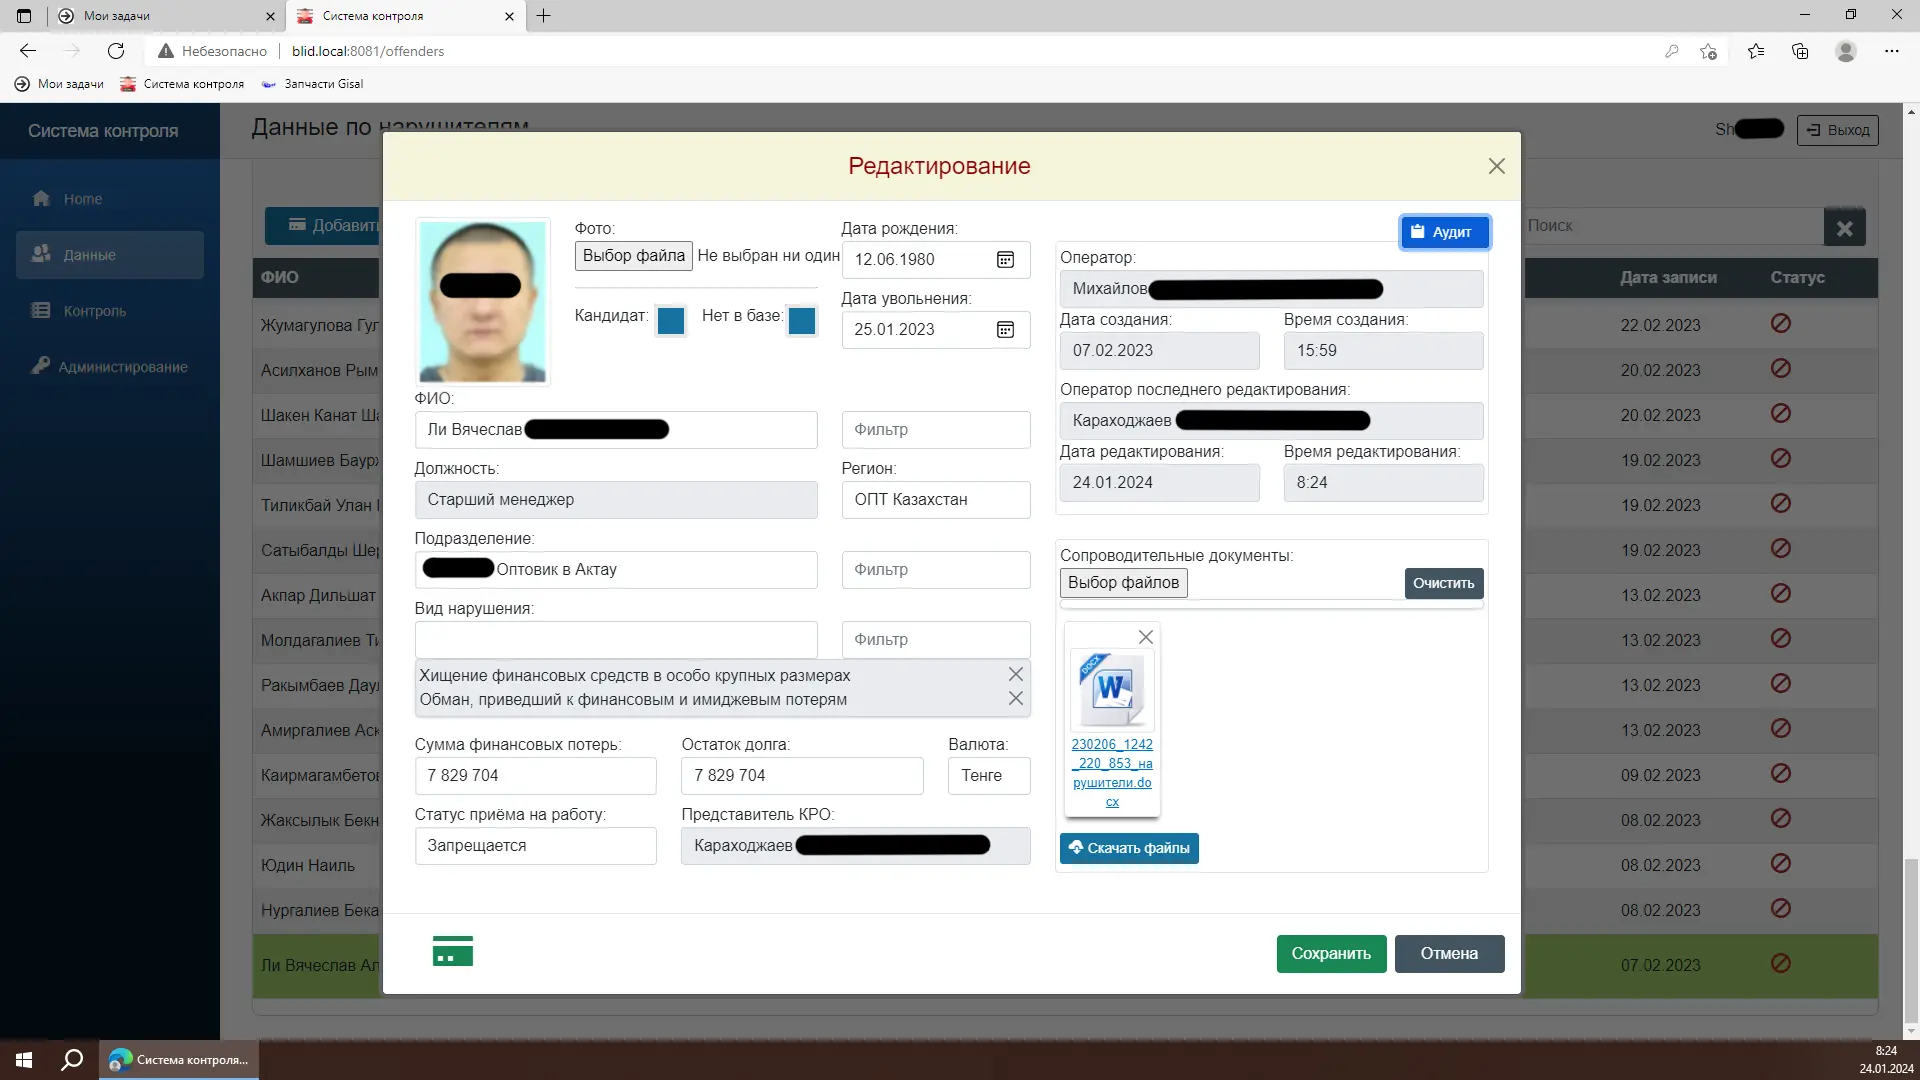 Мои задачи
Система контроля
Небезопасно
blid.local:8081/offenders
Мои задачи
Система контроля
Запчасти Gisal
Система контроля
Home
Данные
Контроль
Администрирование
Данные по нарушителям
Sh
Выход
Добавить
Поиск
ФИО
Дата записи
Статус
Жумагулова Гул
22.02.2023
Асилханов Рым
20.02.2023
Шакен Канат Ша
20.02.2023
Шамшиев Баурж
19.02.2023
Тиликбай Улан
19.02.2023
Сатыбалды Шер
19.02.2023
Акпар Дильшат
13.02.2023
Молдагалиев Ти
13.02.2023
Ракымбаев Даул
13.02.2023
Амиргалиев Аск
13.02.2023
Каирмагамбетов
09.02.2023
Жаксылык Бекн
08.02.2023
Юдин Наиль
08.02.2023
Нургалиев Бека
08.02.2023
Ли Вячеслав Ал
07.02.2023
Редактирование
Фото:
Выбор файла
Не выбран ни один
Кандидат:
Нет в базе:
Дата рождения:
12.06.1980
Дата увольнения:
25.01.2023
ФИО:
Ли Вячеслав
Фильтр
Должность:
Старший менеджер
Регион:
ОПТ Казахстан
Подразделение:
Оптовик в Актау
Фильтр
Вид нарушения:
Фильтр
Хищение финансовых средств в особо крупных размерах
Обман, приведший к финансовым и имиджевым потерям
Сумма финансовых потерь:
7 829 704
Остаток долга:
7 829 704
Валюта:
Тенге
Статус приёма на работу:
Запрещается
Представитель КРО:
Караходжаев
Аудит
Оператор:
Михайлов
Дата создания:
07.02.2023
Время создания:
15:59
Оператор последнего редактирования:
Караходжаев
Дата редактирования:
24.01.2024
Время редактирования:
8:24
Сопроводительные документы:
Выбор файлов
Очистить
DOCX
W
230206_1242
_220_853_на
рушители.do
cx
Скачать файлы
Сохранить
Отмена
Система контроля...
8:24
24.01.2024